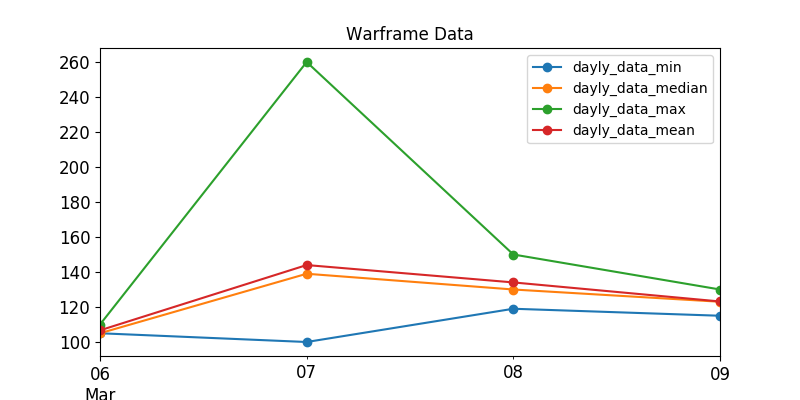 Warframe Data
260
240
220
200
180
160
140
120
100
dayly_data_min
dayly_data_median
dayly_data_max
dayly_data_mean
06
07
08
09
Mar